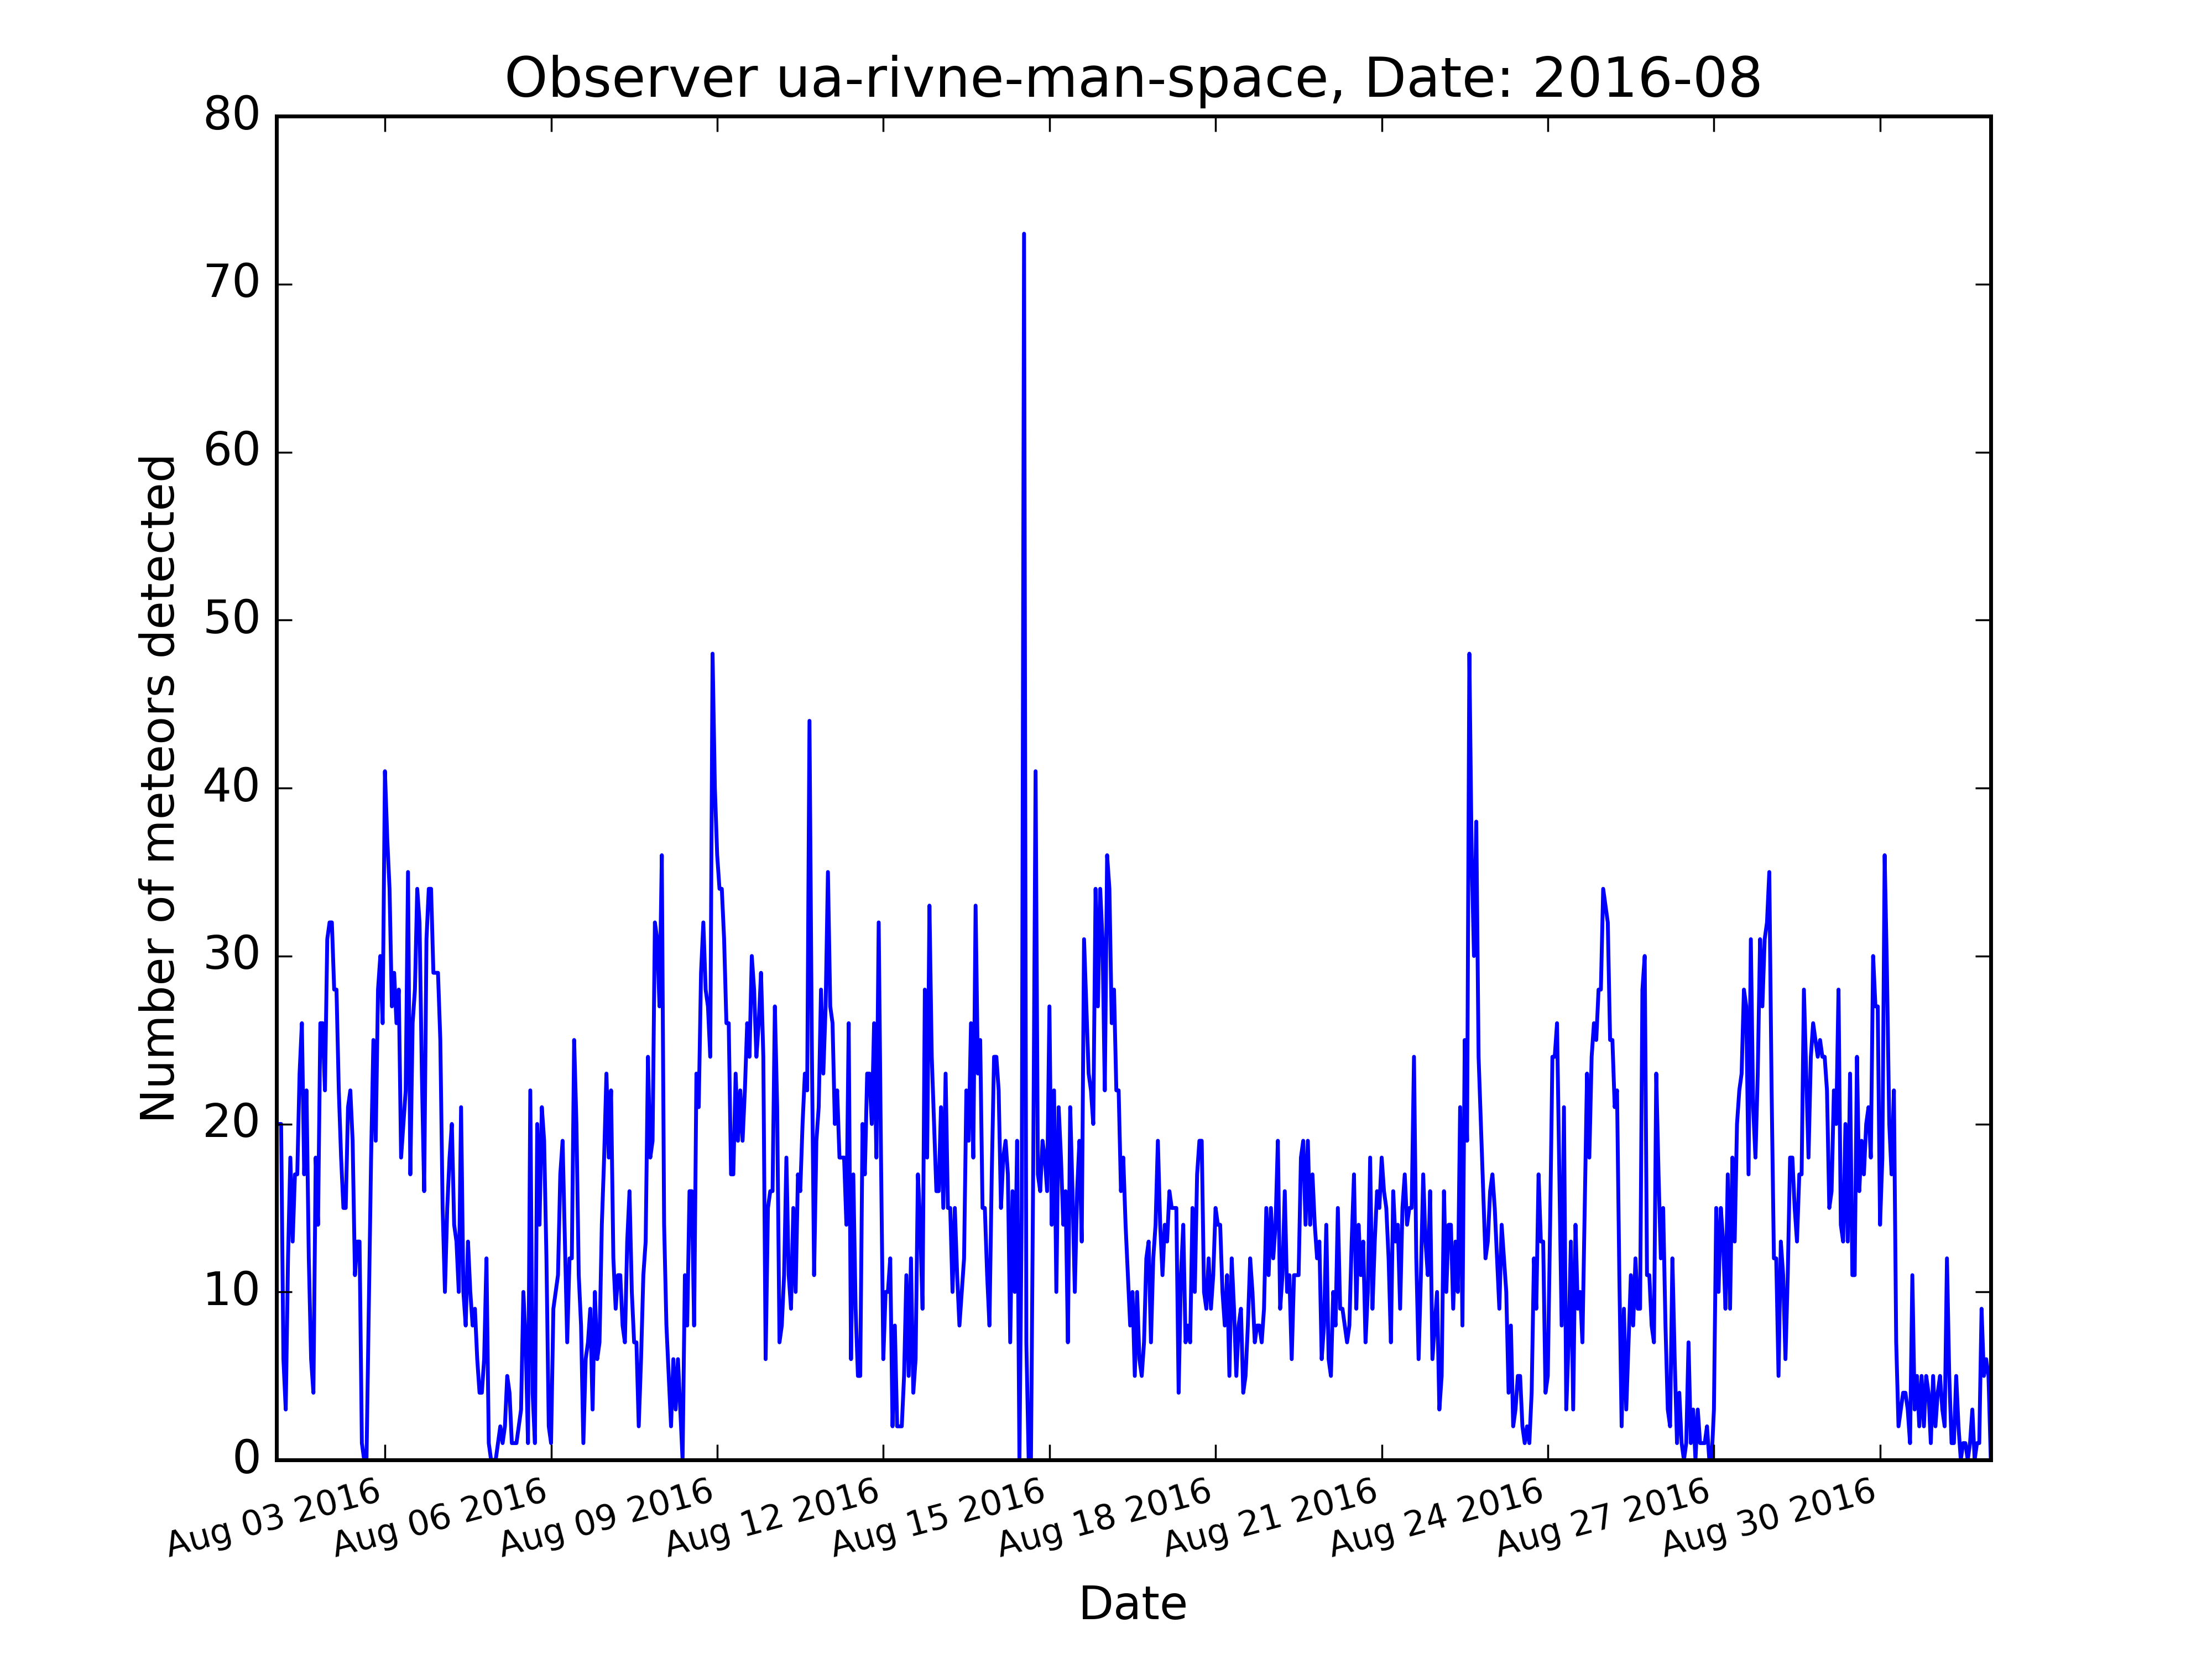 Observer ua-rivne-man-space, Date: 2016-08
80
70
60
50
40
30
20
10
0
Number of meteors detected
Aug 03 2016
Aug 06 2016
Aug 09 2016
Aug 12 2016
Aug 15 2016
Aug 18 2016
Aug 21 2016
Aug 24 2016
Aug 27 2016
Aug 30 2016
Date